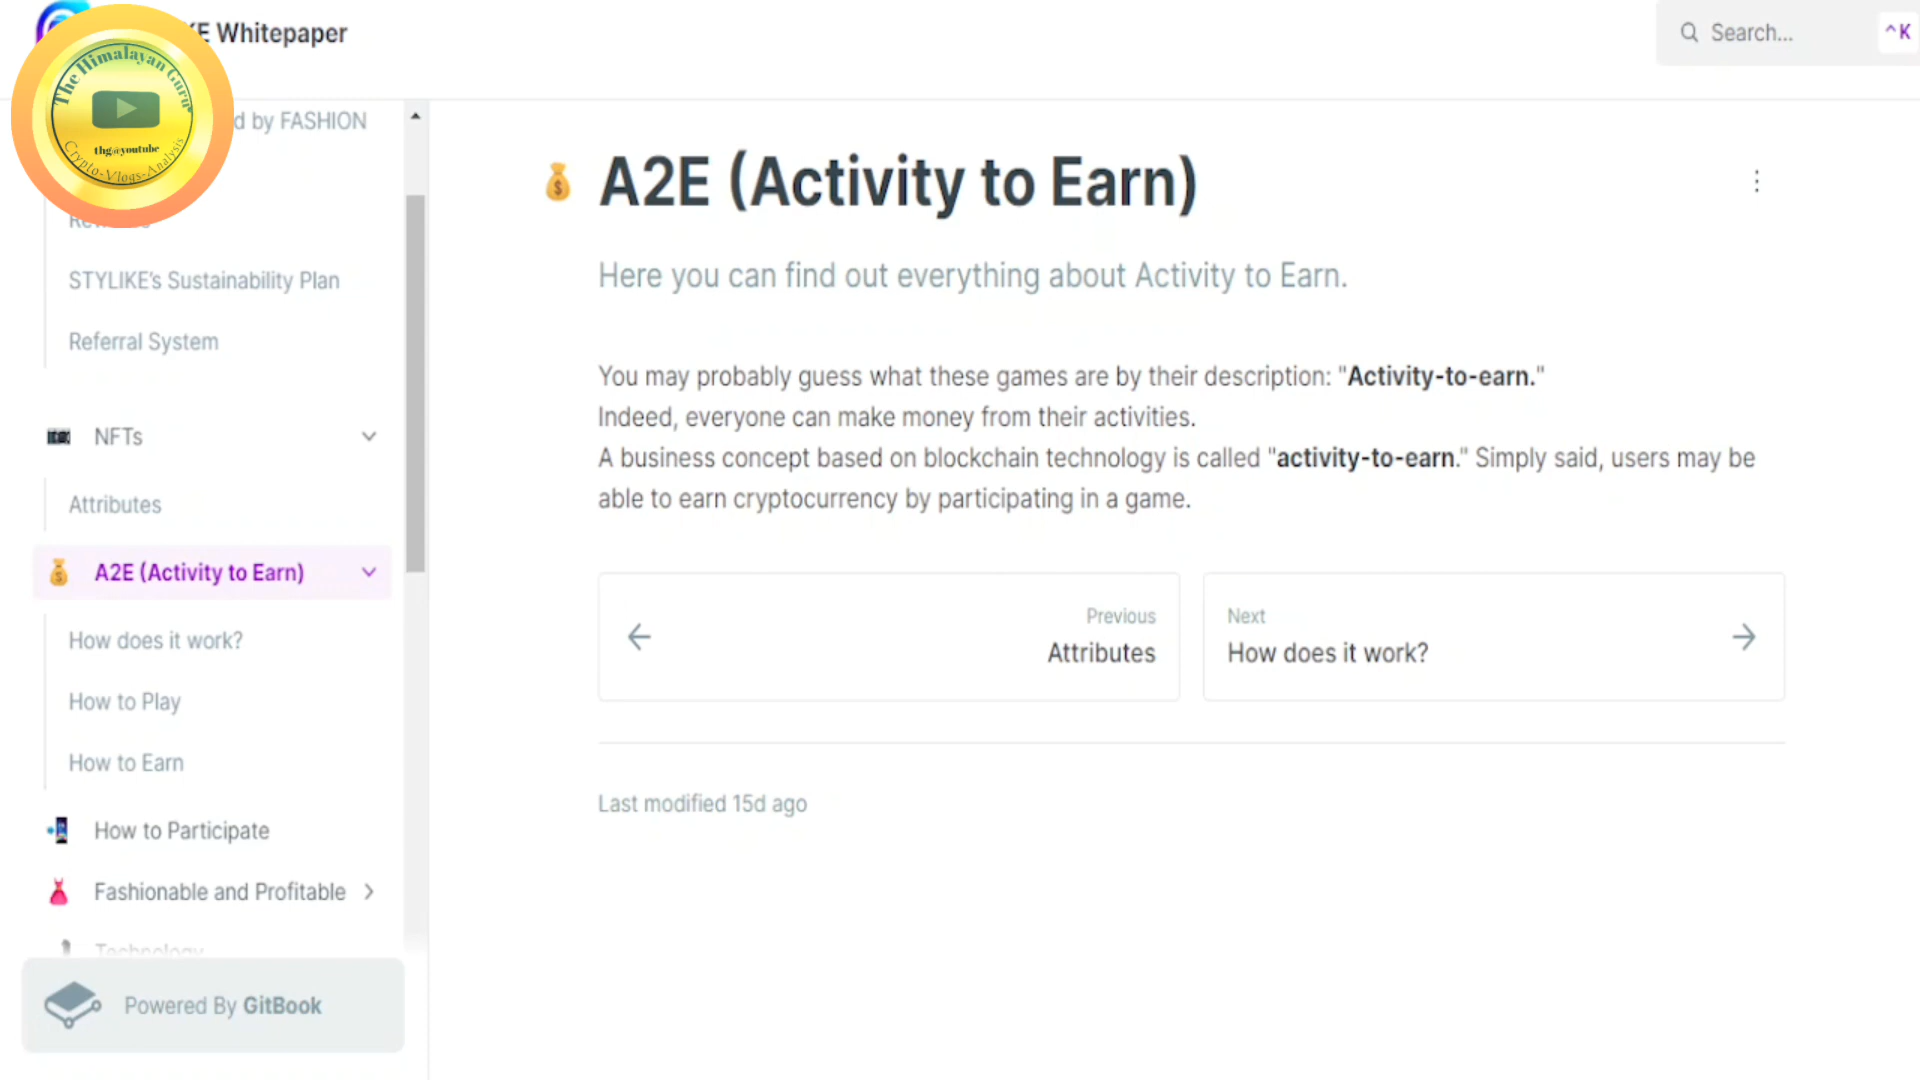 E Whitepaper
Search...
^K
The Himalayan Guru
thg@youtube
Crypto-Vlogs-Analysis
d by FASHION
STYLIKE's Sustainability Plan
Referral System
NFTs
Attributes
A2E (Activity to Earn)
How does it work?
How to Play
How to Earn
How to Participate
Fashionable and Profitable
Technology
Powered By GitBook
A2E (Activity to Earn)
Here you can find out everything about Activity to Earn.
You may probably guess what these games are by their description: "Activity-to-earn."
Indeed, everyone can make money from their activities.
A business concept based on blockchain technology is called "activity-to-earn." Simply said, users may be
able to earn cryptocurrency by participating in a game.
Previous
Attributes
Next
How does it work?
Last modified 15d ago